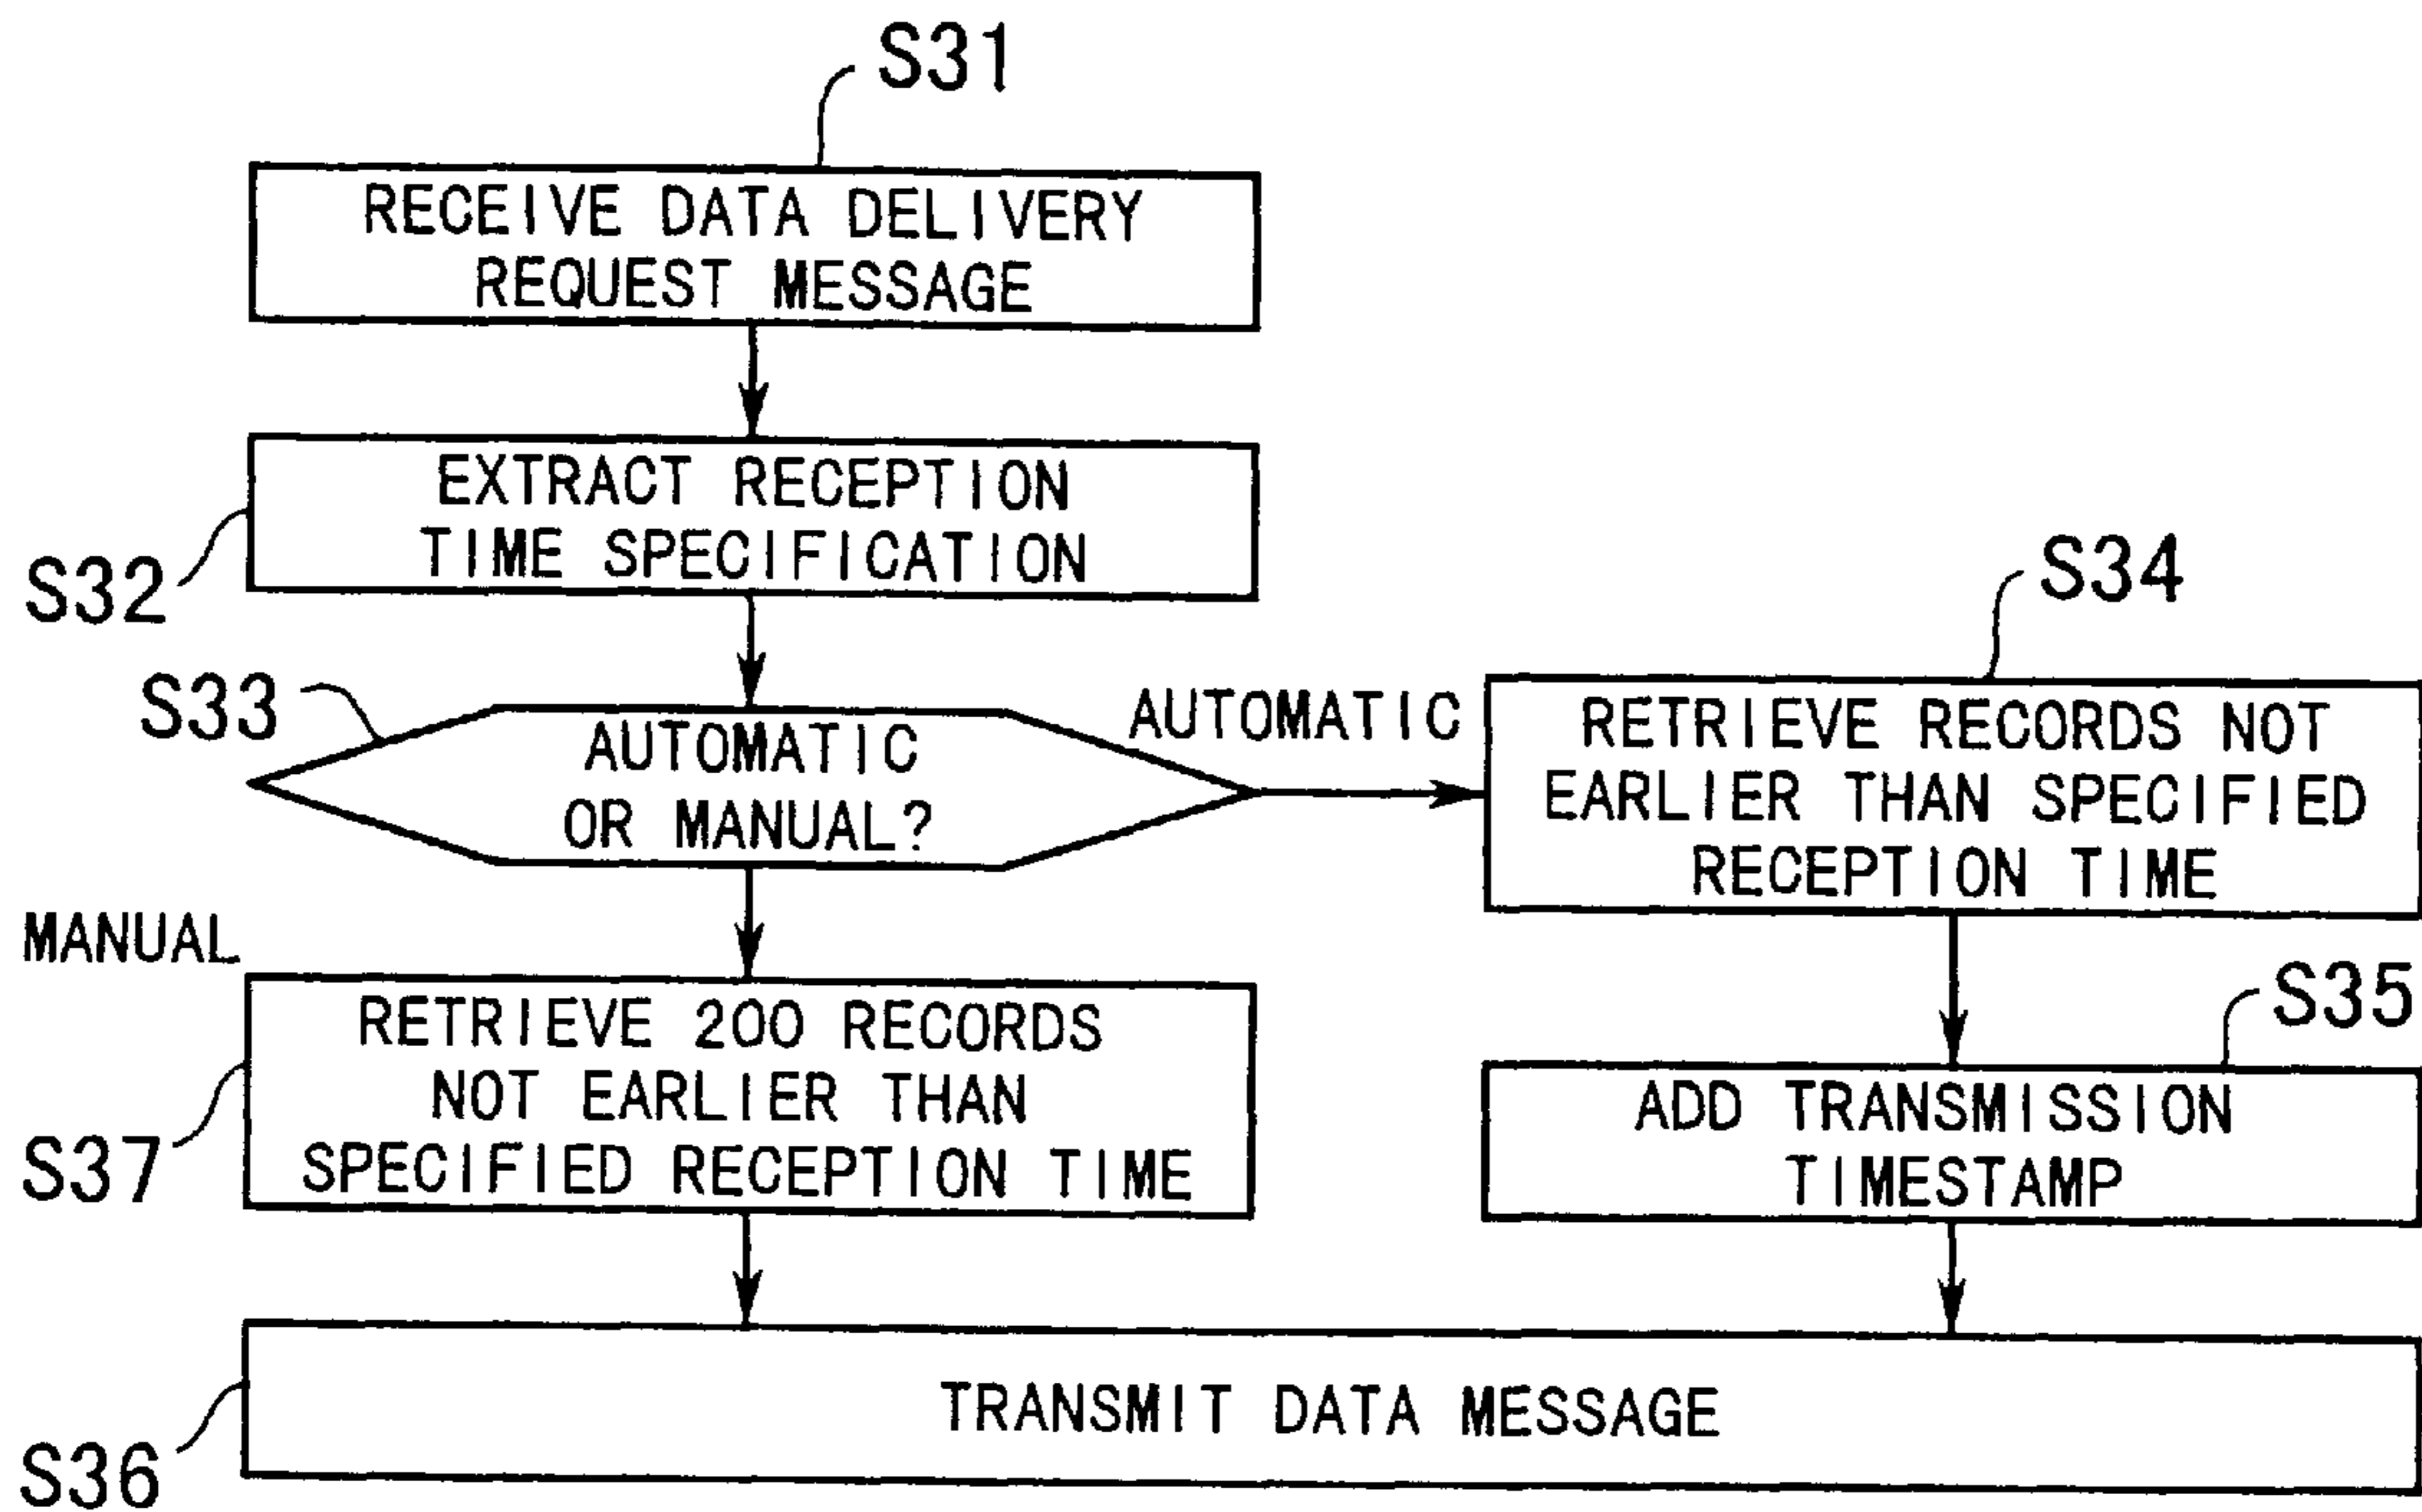 S31
RECEIVE DATA DELIVERY
REQUEST MESSAGE
EXTRACT RECEPTION
TIME SPECIFICATION
S32
S33
AUTOMATIC
OR MANUAL?
AUTOMATIC
S34
RETRIEVE RECORDS NOT
EARLIER THAN SPECIFIED
RECEPTION TIME
MANUAL
RETRIEVE 200 RECORDS
NOT EARLIER THAN
SPECIFIED RECEPTION TIME
S37
S35
ADD TRANSMISSION
TIMESTAMP
TRANSMIT DATA MESSAGE
S36